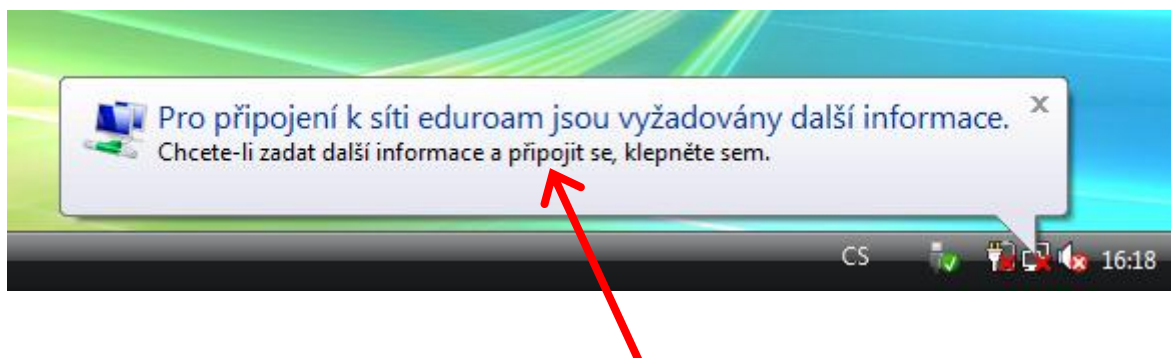 Pro připojení k síti eduroam jsou vyžadovány další informace.
Chcete-li zadat další informace a připojit se, klepněte sem.
CS 16:18